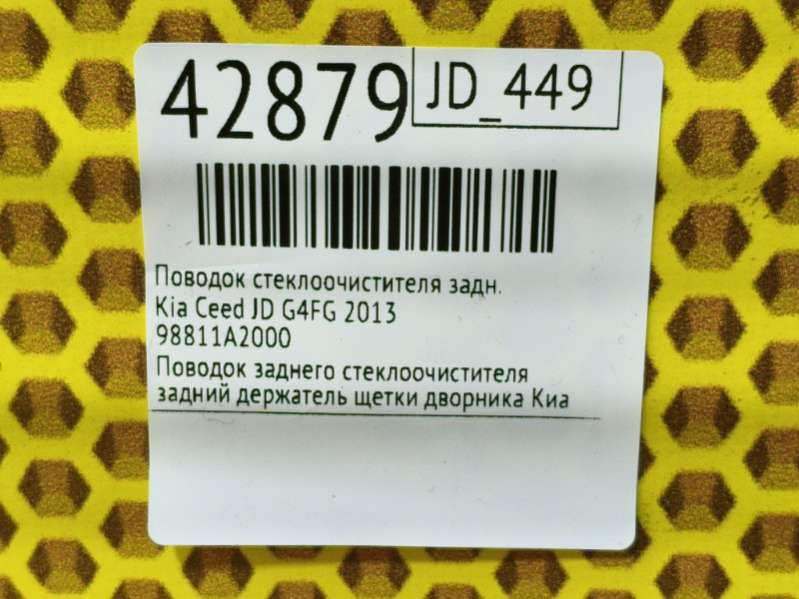 42879
JD_449
Поводок стеклоочистителя задн.
Kia Ceed JD G4FG 2013
98811A2000
Поводок заднего стеклоочистителя
задний держатель щетки дворника Киа